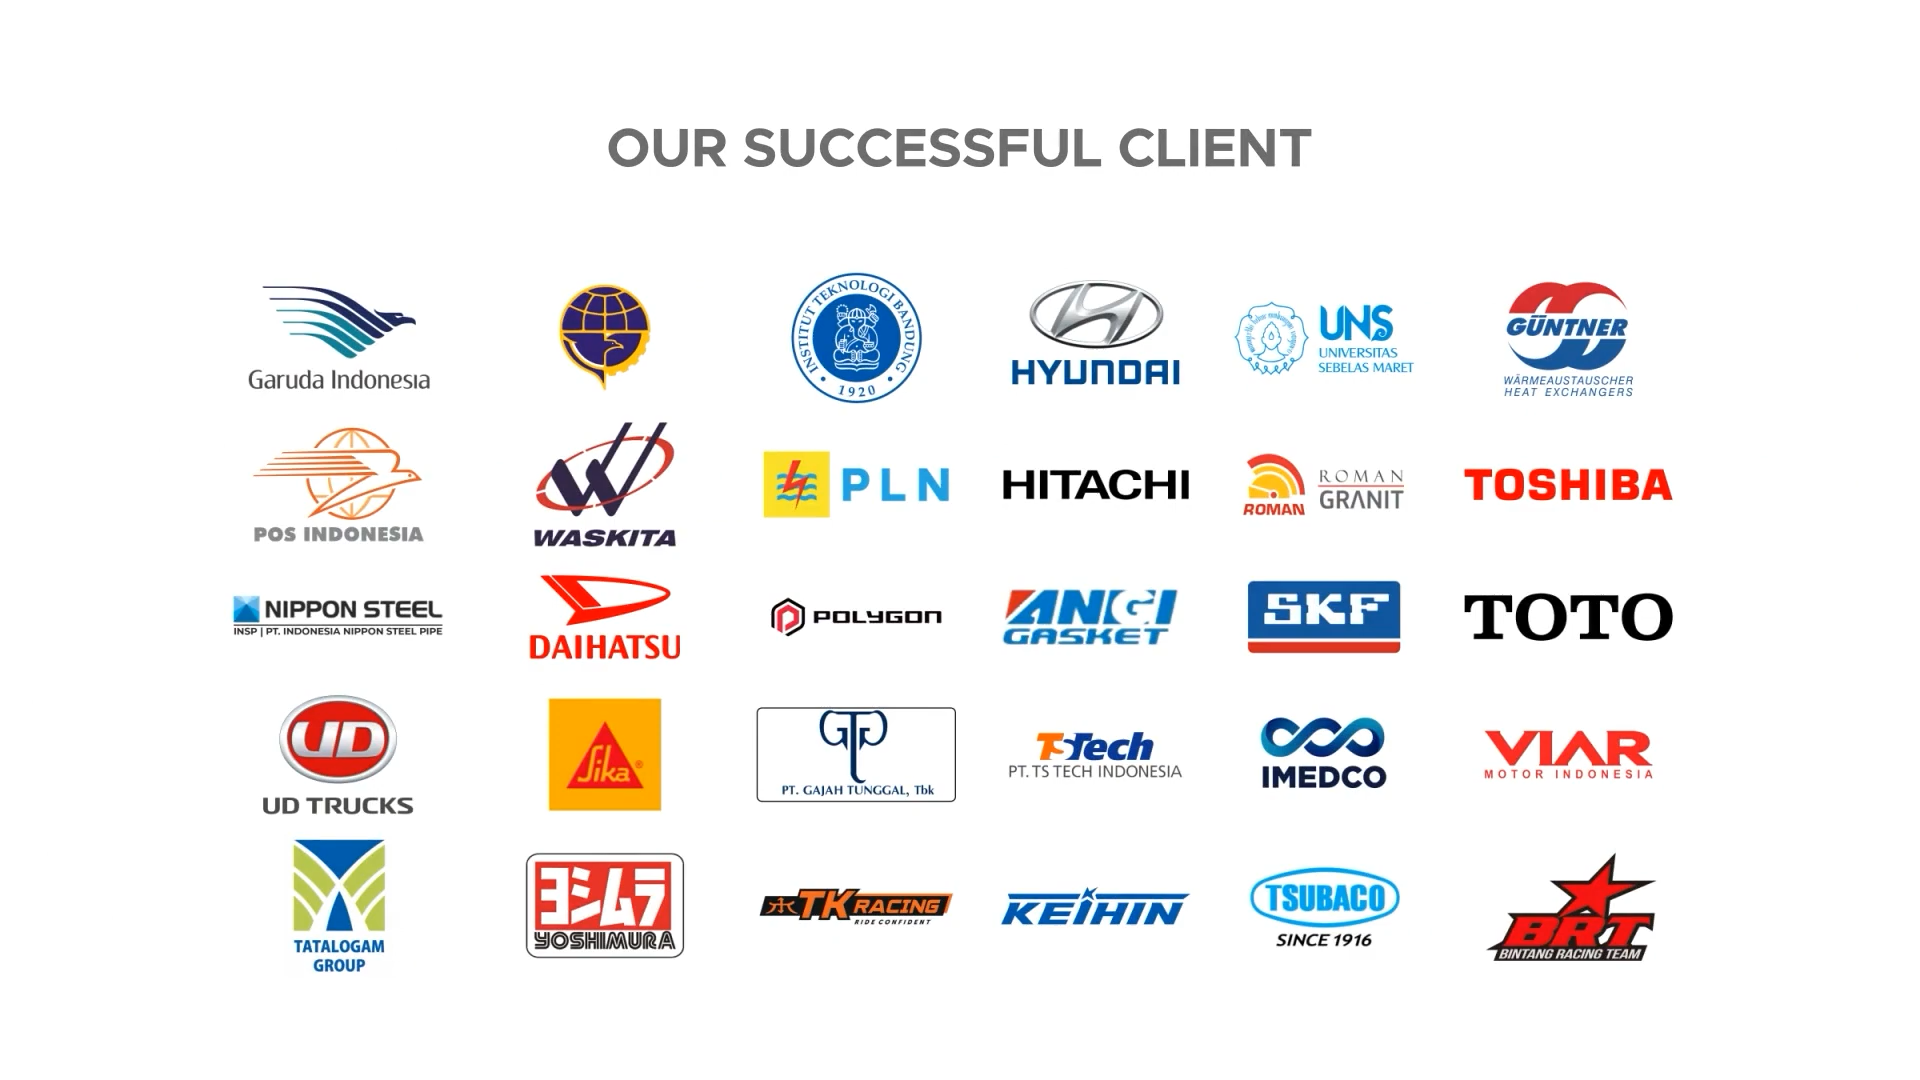 OUR SUCCESSFUL CLIENT
Garuda Indonesia
INSTITUT TEKNOLOGI BANDUNG
1920
HYUNDAI
UNS
UNIVERSITAS
SEBELAS MARET
GÜNTNER
WÄRMEAUSTAUSCHER
HEAT EXCHANGERS
POS INDONESIA
WASKITA
PLN
HITACHI
ROMAN
ROMAN
GRANIT
TOSHIBA
NIPPON STEEL
INSP | PT. INDONESIA NIPPON STEEL PIPE
DAIHATSU
POLYGON
ANGI
GASKET
SKF
TOTO
UD
UD TRUCKS
Sika®
GTP
PT. GAJAH TUNGGAL, Tbk
TSTech
PT. TS TECH INDONESIA
IMEDCO
VIAR
MOTOR INDONESIA
TATALOGAM
GROUP
ヨシムラ
YOSHIMURA
TK RACING
RIDE CONFIDENT
KEIHIN
TSUBACO
SINCE 1916
BRT
BINTANG RACING TEAM